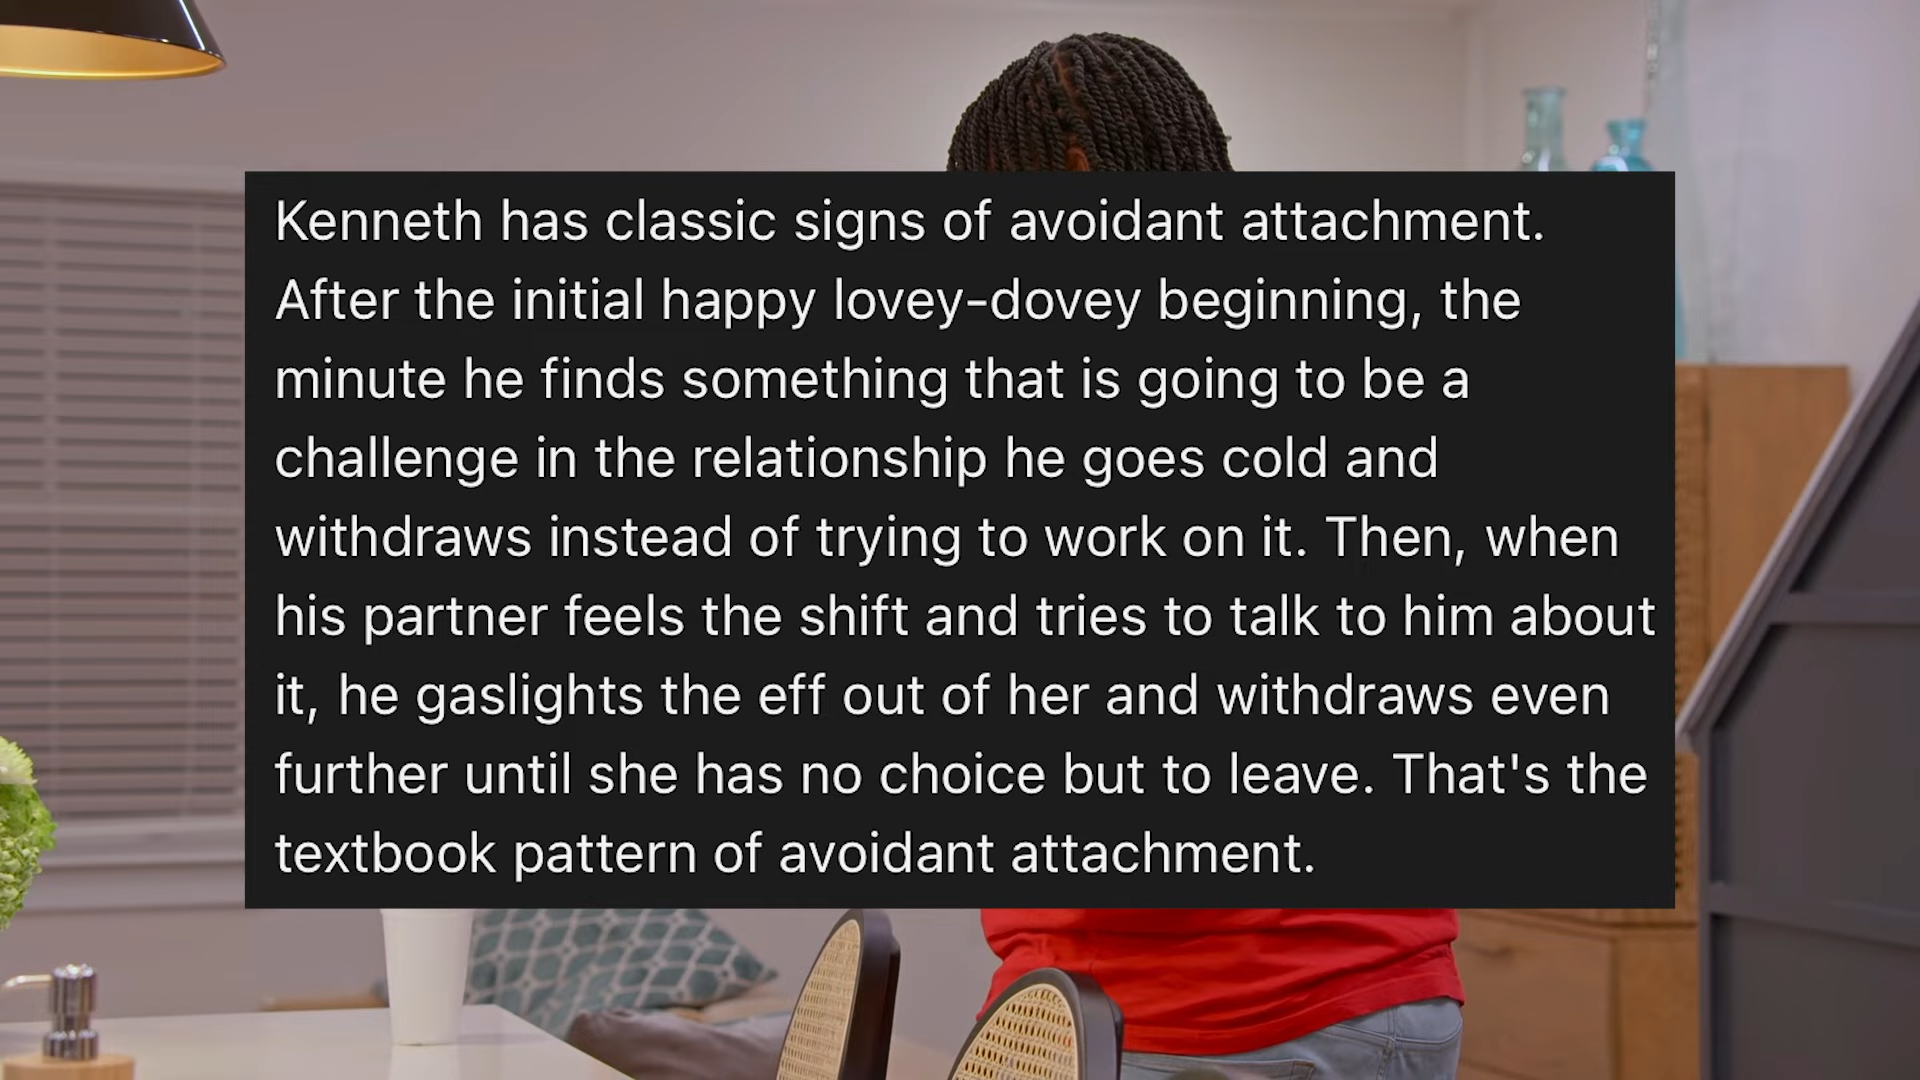 Kenneth has classic signs of avoidant attachment.
After the initial happy lovey-dovey beginning, the
minute he finds something that is going to be a
challenge in the relationship he goes cold and
withdraws instead of trying to work on it. Then, when
his partner feels the shift and tries to talk to him about
it, he gaslights the eff out of her and withdraws even
further until she has no choice but to leave. That's the
textbook pattern of avoidant attachment.